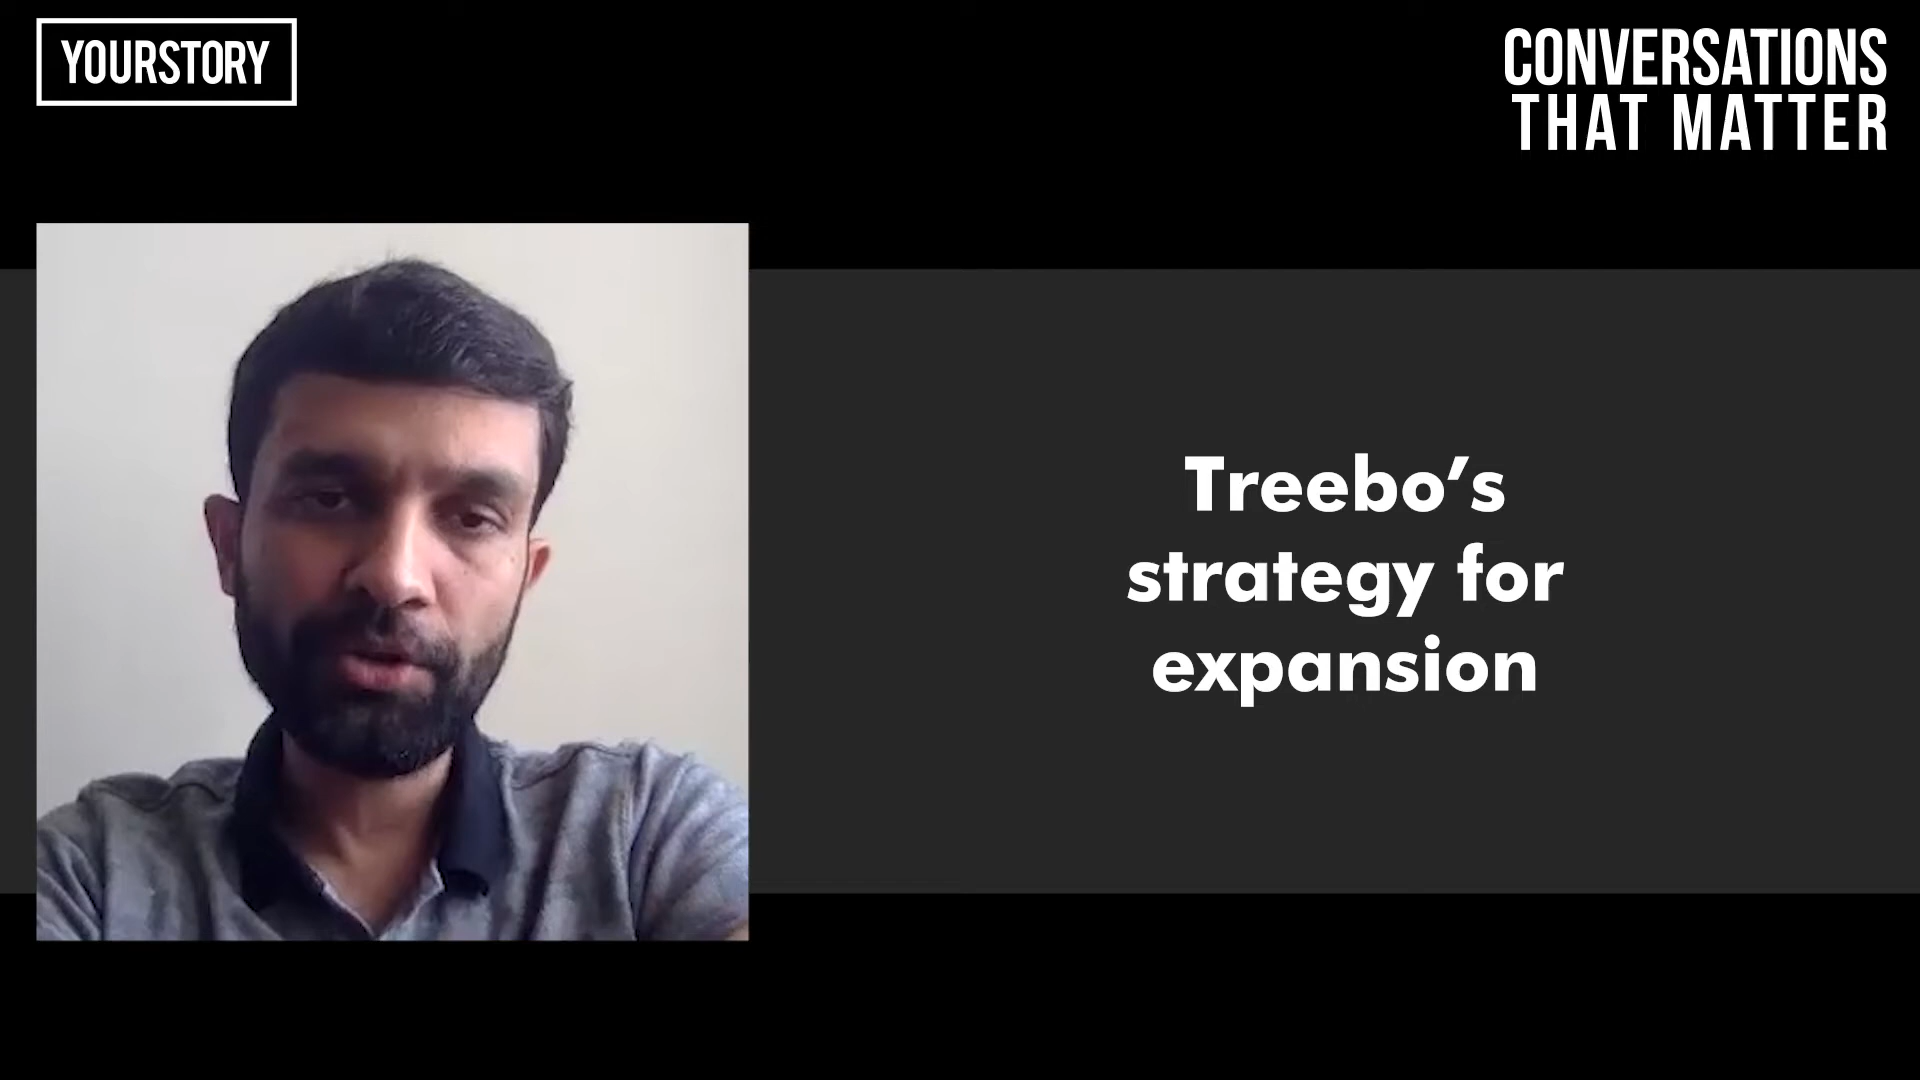 YOURSTORY
CONVERSATIONS
THAT MATTER
Treebo’s
strategy for
expansion